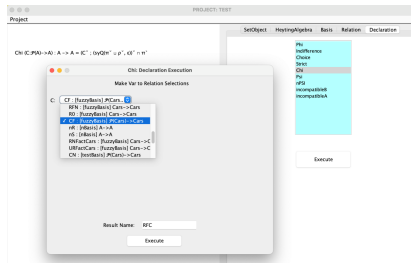 PROJECT: TEST
Project
SetObject HeytingAlgebra Basis Relation Declaration
Phi
Indifference
Choice
Strict
Chi
Psi
nPSI
incompatibleB
incompatibleA
Execute
Chi: Declaration Execution
Make Var to Relation Selections
C: CF : [fuzzyBasis] (Cars...
RFN : [fuzzyBasis] Cars->Cars
R0 : [fuzzyBasis] Cars->Cars
✓ CF : [fuzzyBasis] (Cars)->Cars
nR : [nBasis] A->A
nS : [nBasis] A->A
RNFactCars : [fuzzyBasis] Cars->C
URFactCars : [fuzzyBasis] Cars->C
CN : [testBasis] (Cars)->Cars
Result Name: RFC
Execute